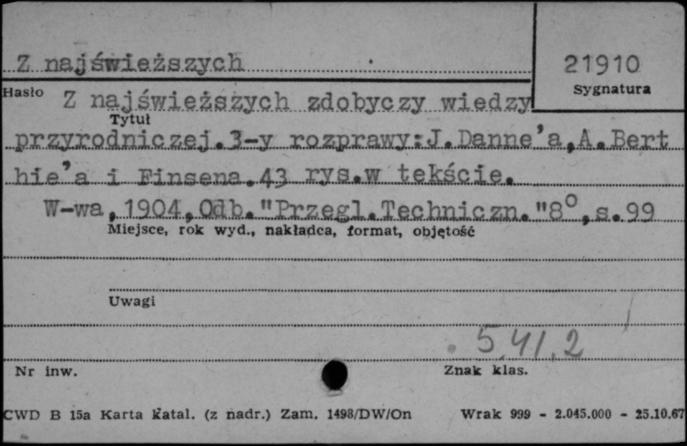 Z najświeższych
21910
Hasło
Sygnatura
Z najświeższych zdobyczy wiedzy
Tytuł
przyrodniczej.3-y rozprawy:J.Danne'a,A.Bert
hie'a i Finsena.43 rys.w tekście.
W-wa,1904,Odb."Przegl.Techniczn."8°,s.99
Miejsce, rok wyd., nakładca, format, objętość
Uwagi
5.41.2
Nr inw.
Znak klas.
CWD B 15a Karta katal. (z nadr.) Zam. 1498/DW/On Wrak 999 - 2.045.000 - 25.10.67